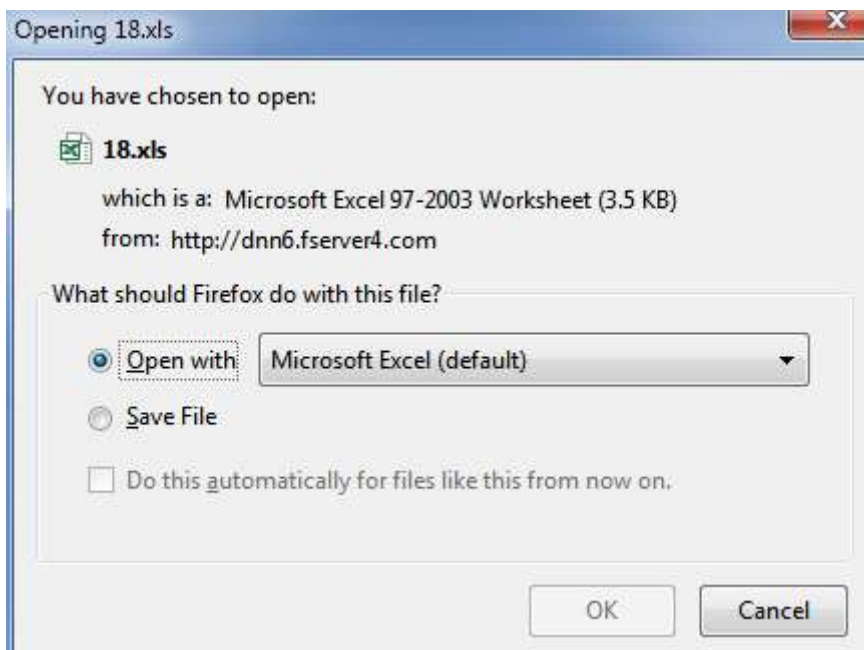 Opening 18.xls
You have chosen to open:
18.xls
which is a: Microsoft Excel 97-2003 Worksheet (3.5 KB)
from: http://dnn6.fserver4.com
What should Firefox do with this file?
Open with Microsoft Excel (default)
Save File
Do this automatically for files like this from now on.
OK Cancel